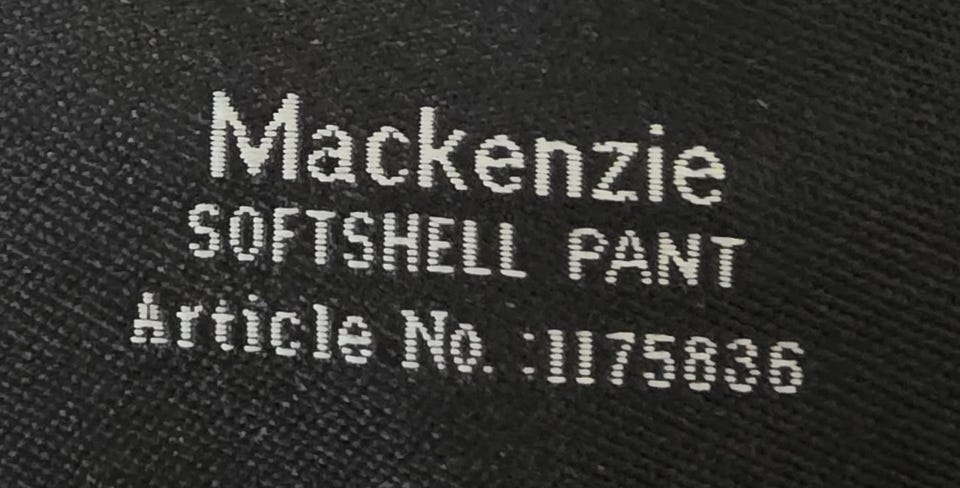 Mackenzie
SOFTSHELL PANT
Article No. :1175836